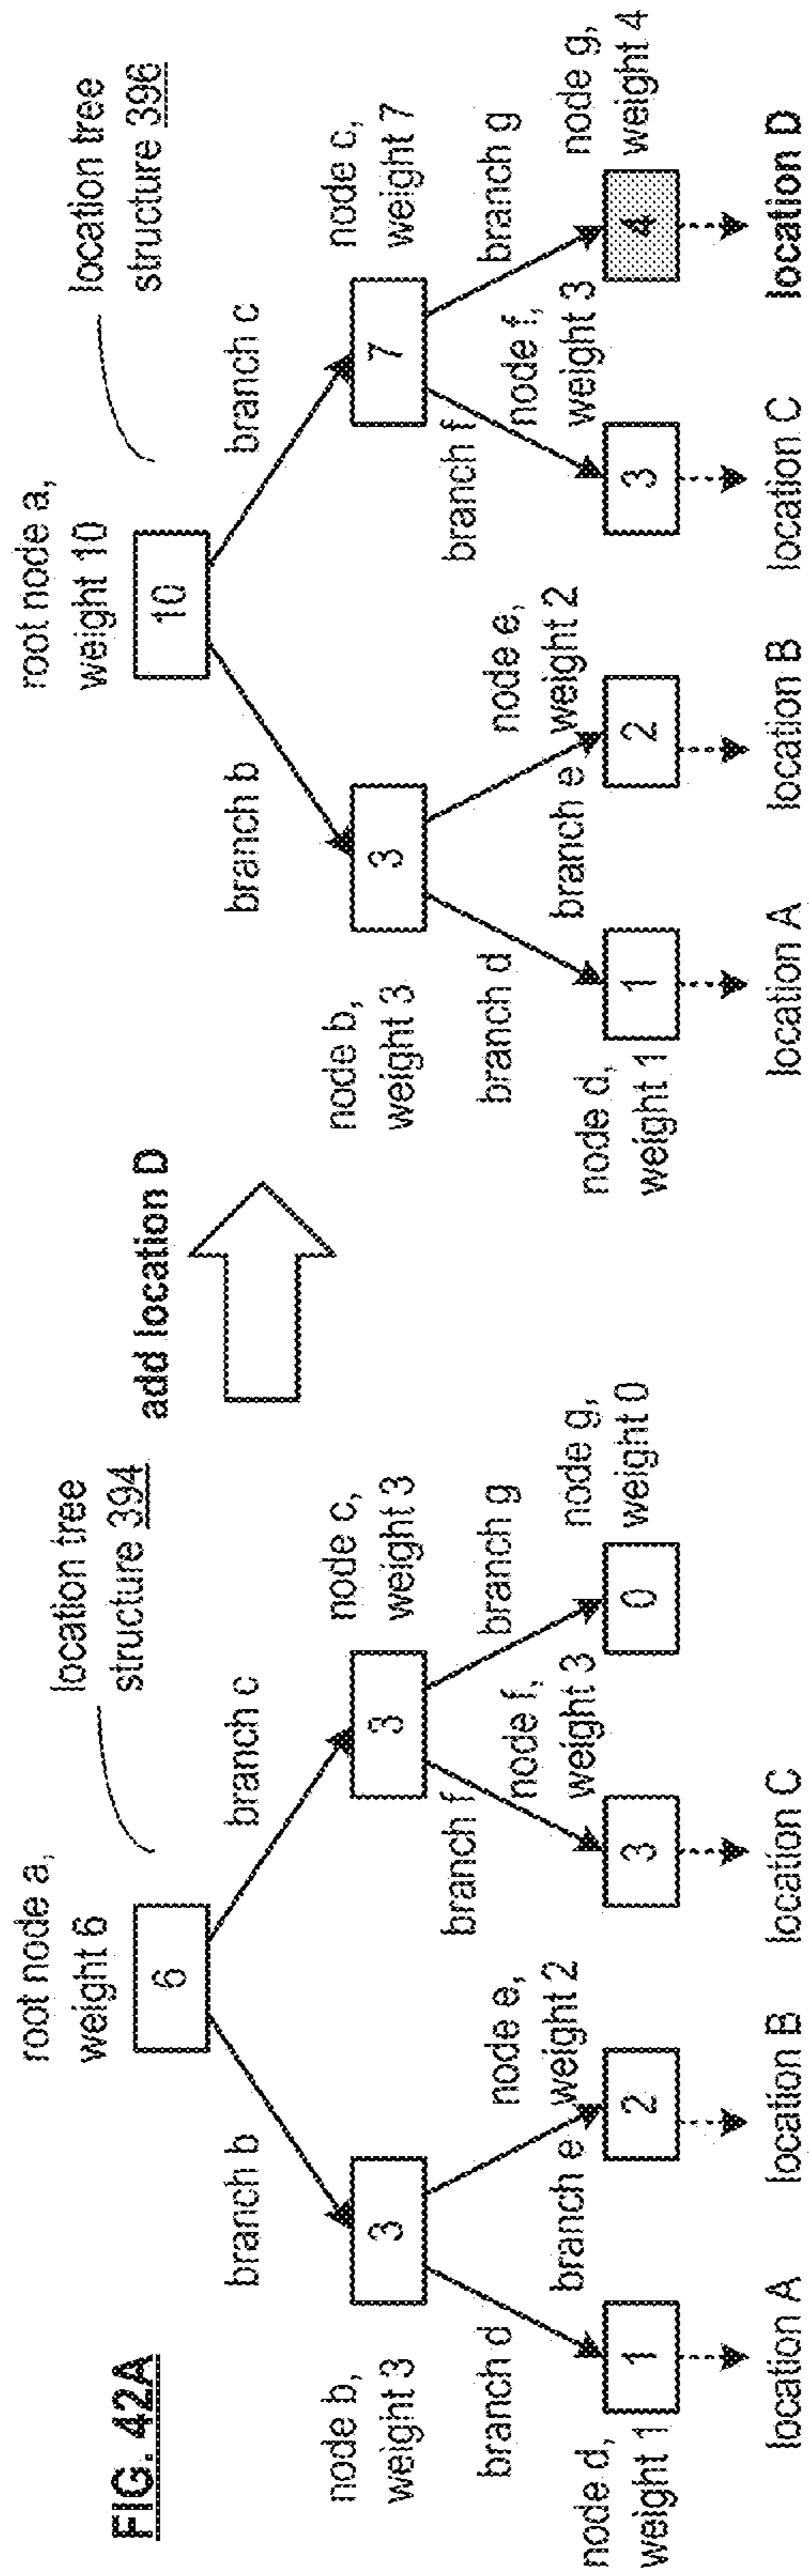 FIG. 42A
root node a,
weight 6
location tree
structure 394
6
branch b
branch c
node b,
weight 3
3
3
node c,
weight 3
branch d
branch e
node e,
weight 2
branch f
node f,
weight 3
branch g
node g,
weight 0
node d,
weight 1
1
2
3
0
location A
location B
location C
add location D
root node a,
weight 10
location tree
structure 396
10
branch b
branch c
node b,
weight 3
3
7
node c,
weight 7
branch d
branch e
node e,
weight 2
branch f
node f,
weight 3
branch g
node g,
weight 4
node d,
weight 1
1
2
3
4
location A
location B
location C
location D